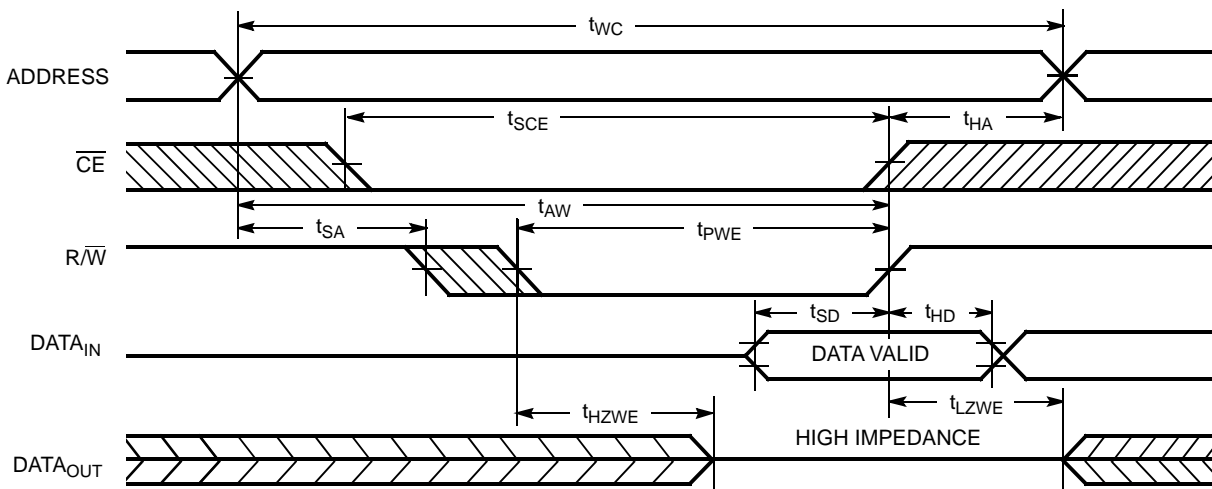 tWC
ADDRESS
tSCE
tHA
CE
tAW
tSA
tPWE
R/W
tSD
tHD
DATAIN
DATA VALID
tHZWE
tLZWE
HIGH IMPEDANCE
DATAOUT